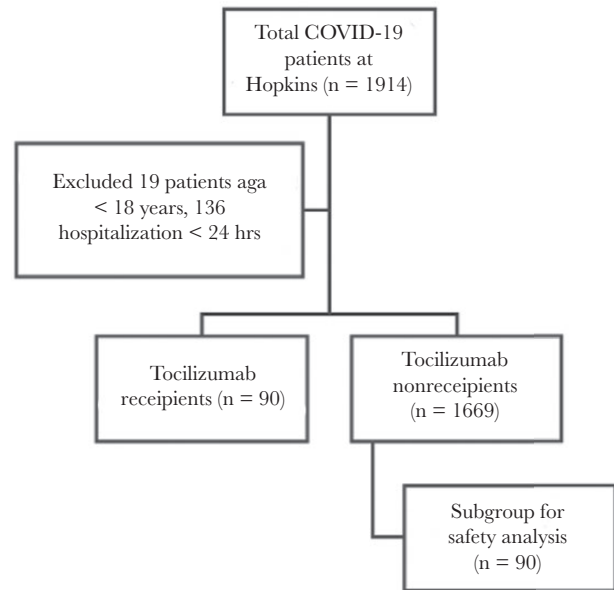 Total COVID-19
patients at
Hopkins (n = 1914)
Excluded 19 patients aga
< 18 years, 136
hospitalization < 24 hrs
Tocilizumab
receipients (n = 90)
Tocilizumab
nonreceipients
(n = 1669)
Subgroup for
safety analysis
(n = 90)